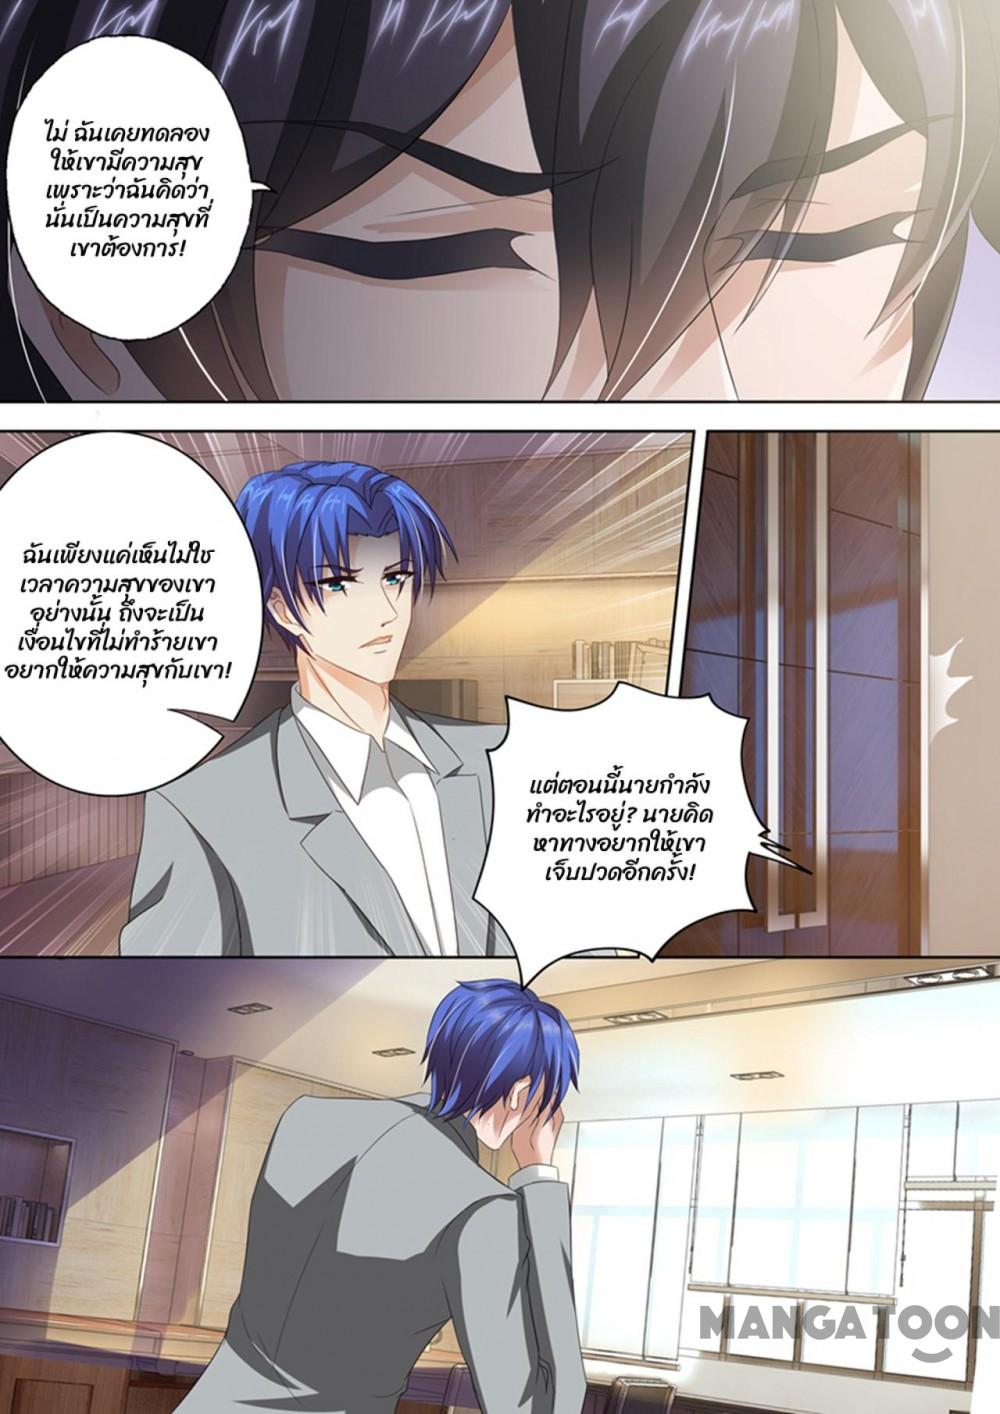 ไม่ ฉันเคยทดลอง
ให้เขามีความสุข
เพราะว่าฉันคิดว่า
นั่นเป็นความสุขที่
เขาต้องการ!
ฉันเพียงแค่เห็นไม่ใช
เวลาความสุขของเขา
อย่างนั้น ถึงจะเป็น
เงื่อนไขที่ไม่ทำร้ายเขา
อยากให้ความสุขกับเขา!
แต่ตอนนี้นายกำลัง
ทำอะไรอยู่? นายคิด
หาทางอยากให้เขา
เจ็บปวดอีกครั้ง!
MANGATOON